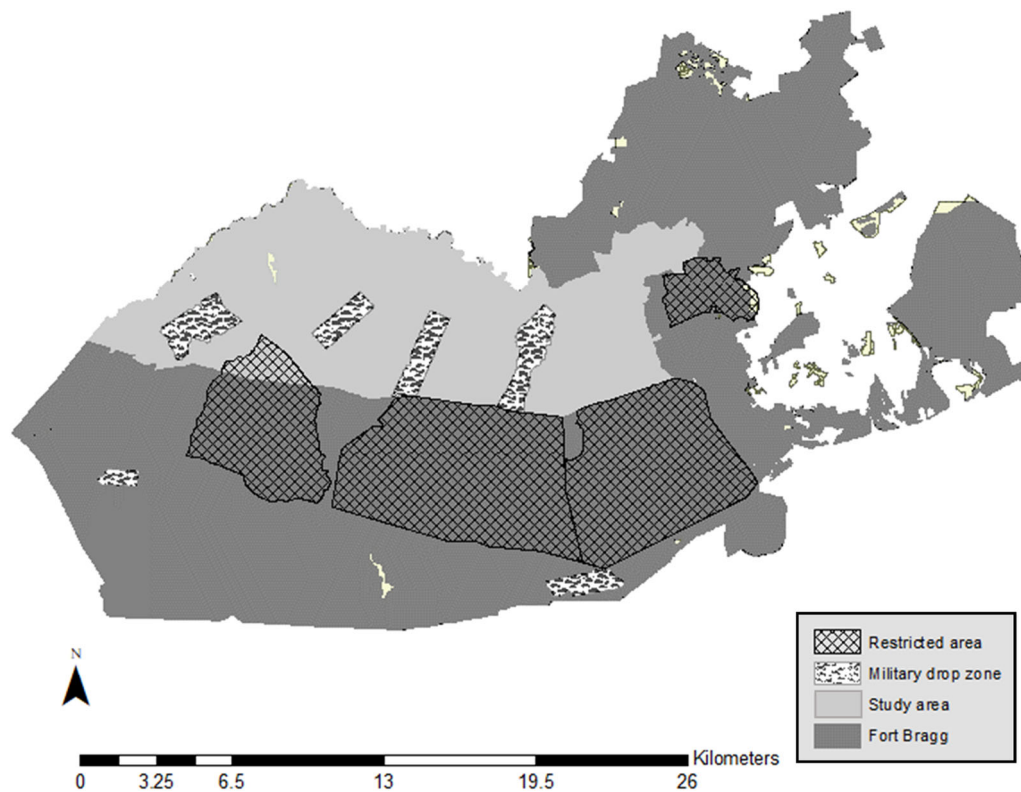 Restricted area
Military drop zone
Study area
Fort Bragg
N
Kilometers
0 3.25 6.5 13 19.5 26